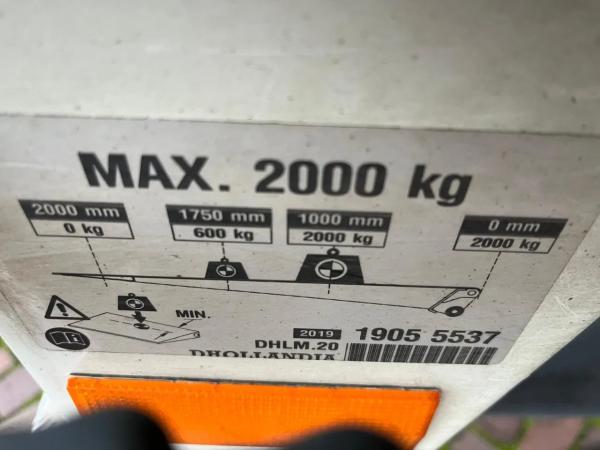 MAX. 2000 kg
2000 mm
0 kg
1750 mm
600 kg
1000 mm
2000 kg
0 mm
2000 kg
MIN.
2019 1905 5537
DHLM.20
DHOLLANDIA